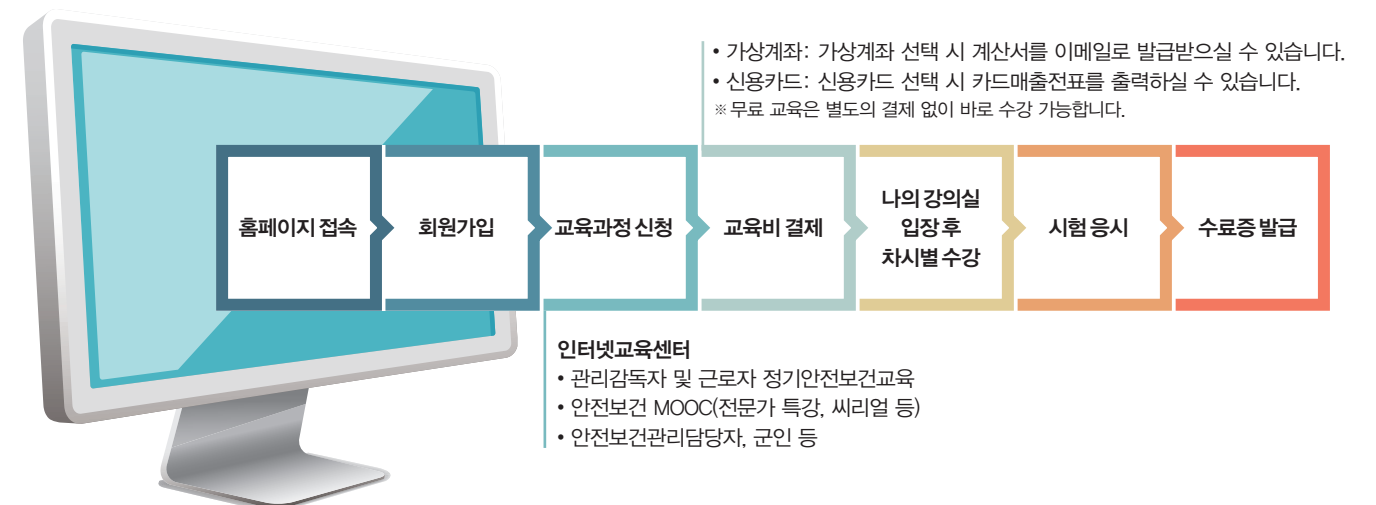 • 가상계좌: 가상계좌 선택 시 계산서를 이메일로 발급받으실 수 있습니다.
• 신용카드: 신용카드 선택 시 카드매출전표를 출력하실 수 있습니다.
※ 무료 교육은 별도의 결제 없이 바로 수강 가능합니다.
홈페이지 접속
회원가입
교육과정 신청
교육비 결제
나의 강의실
입장 후
차시별 수강
시험 응시
수료증 발급
인터넷교육센터
• 관리감독자 및 근로자 정기안전보건교육
• 안전보건 MOOC(전문가 특강, 씨리얼 등)
• 안전보건관리담당자, 군인 등